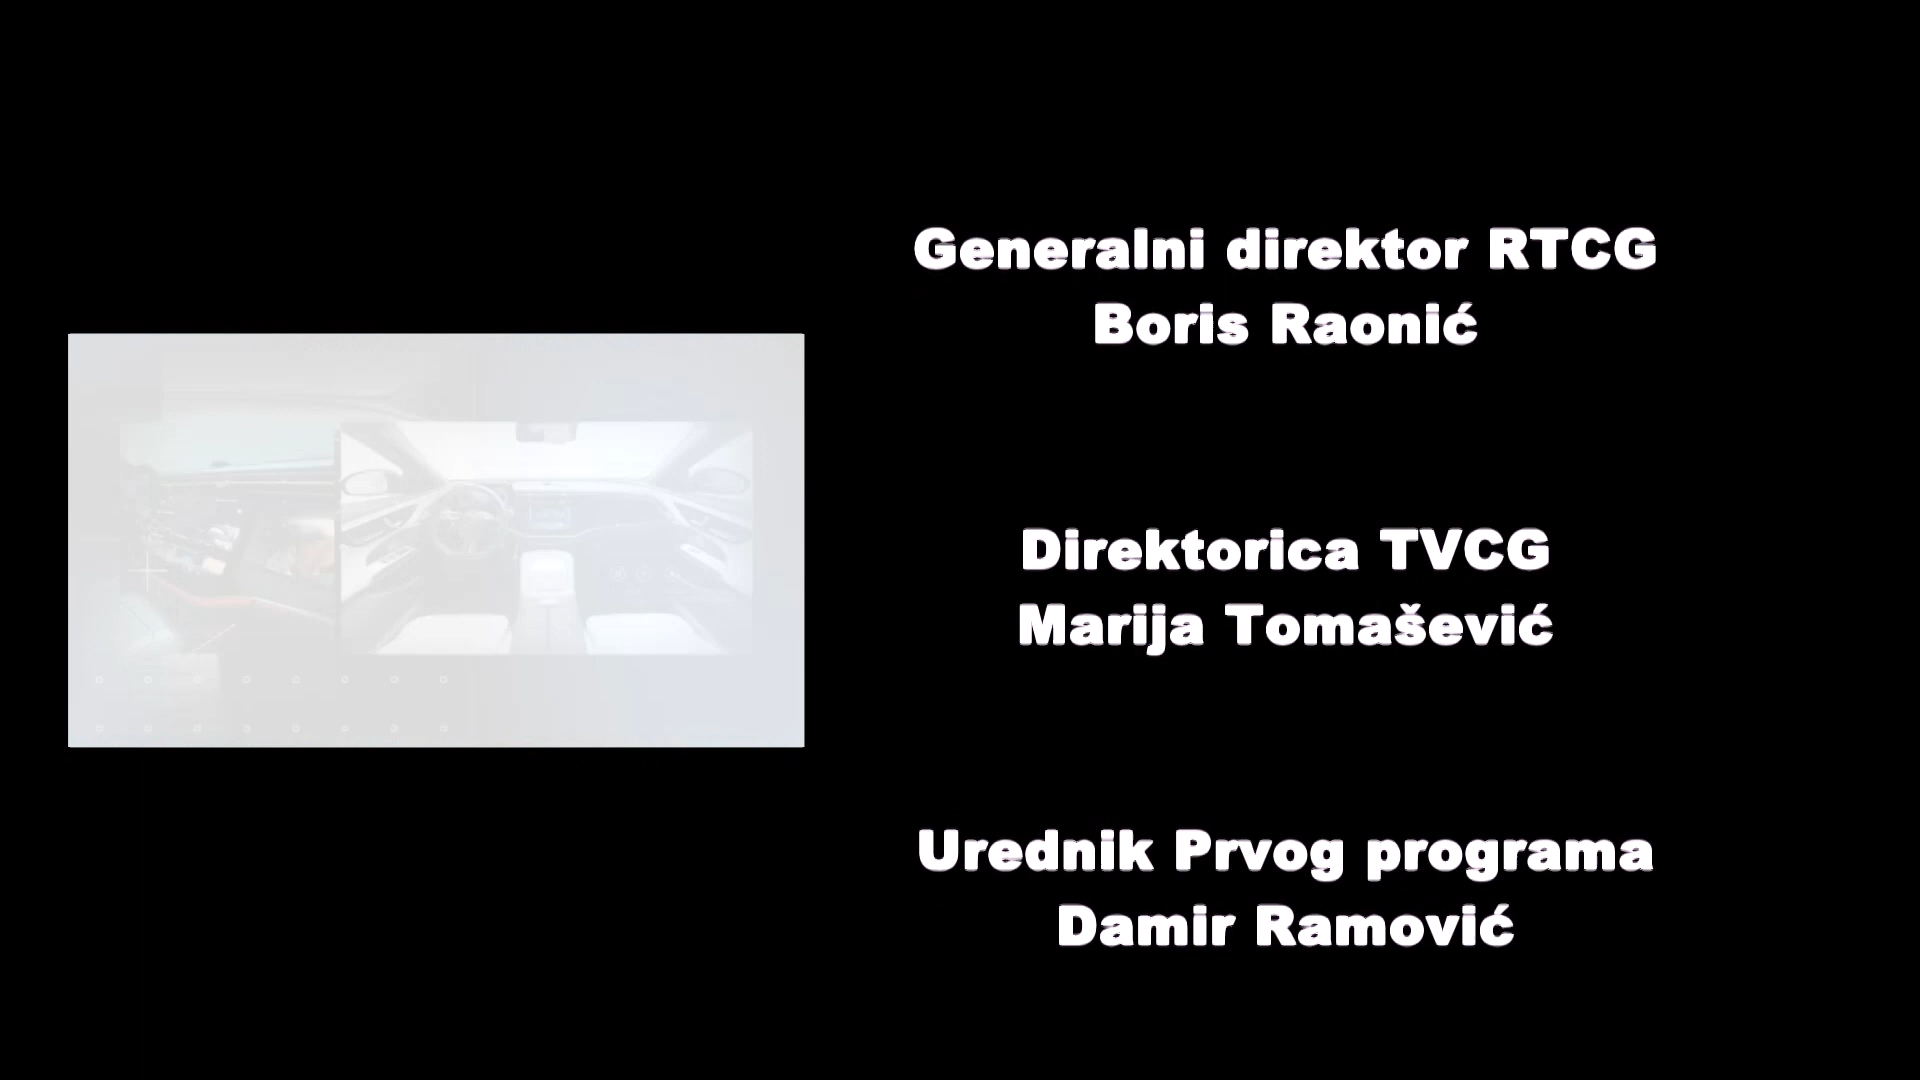 Generalni direktor RTCG
Boris Raonić
Direktorica TVCG
Marija Tomašević
Urednik Prvog programa
Damir Ramović